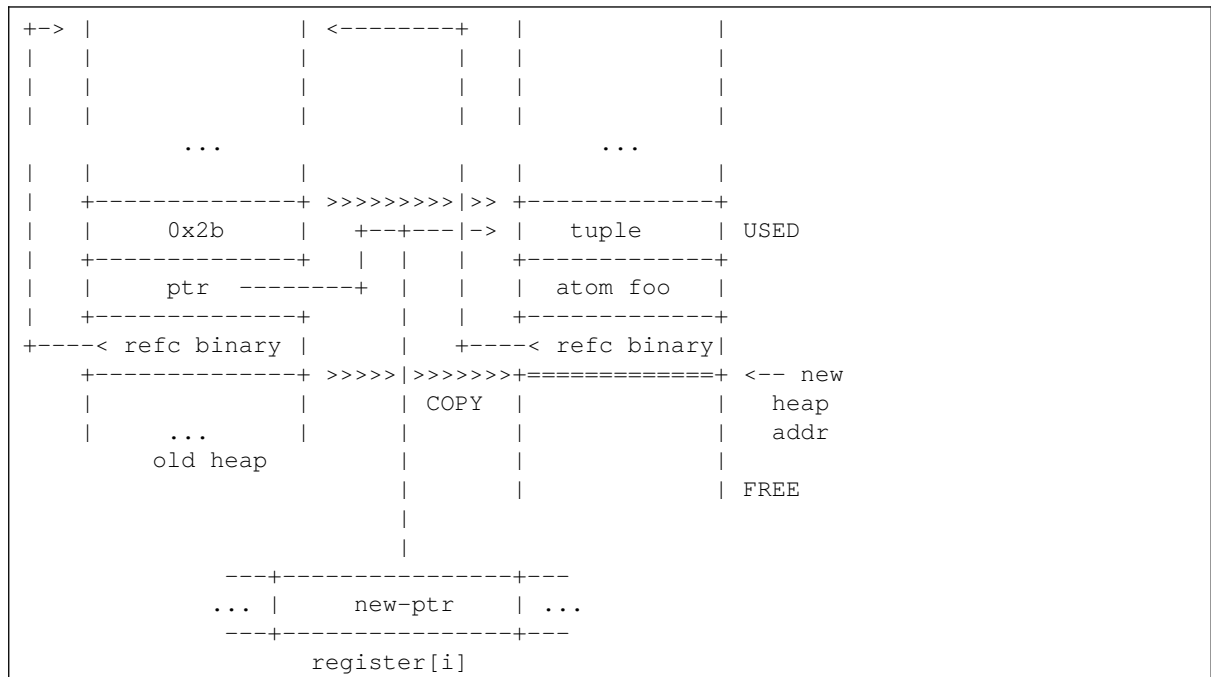 +-> |              | <--------+   |             |
|   |              |          |   |             |
|   |              |          |   |             |
|   |              |          |   |             |
          ...                           ...
|   |              |          |   |             |
|   +--------------+ >>>>>>>>>|>> +-------------+
|   |     0x2b     |   +--+---|-> |   tuple     | USED
|   +--------------+   |  |   |   +-------------+
|   |     ptr  --------+  |   |   |  atom foo   |
|   +--------------+      |   |   +-------------+
+----< refc binary |      |   +----< refc binary|
    +--------------+ >>>>>|>>>>>>>+=============+ <-- new
    |              |      | COPY  |             |   heap
    |     ...      |      |       |             |   addr
        old heap          |       |             |
                          |       |             | FREE
                          |
                          |
             ---+----------------+---
            ... |     new-ptr    | ...
             ---+----------------+---
                   register[i]